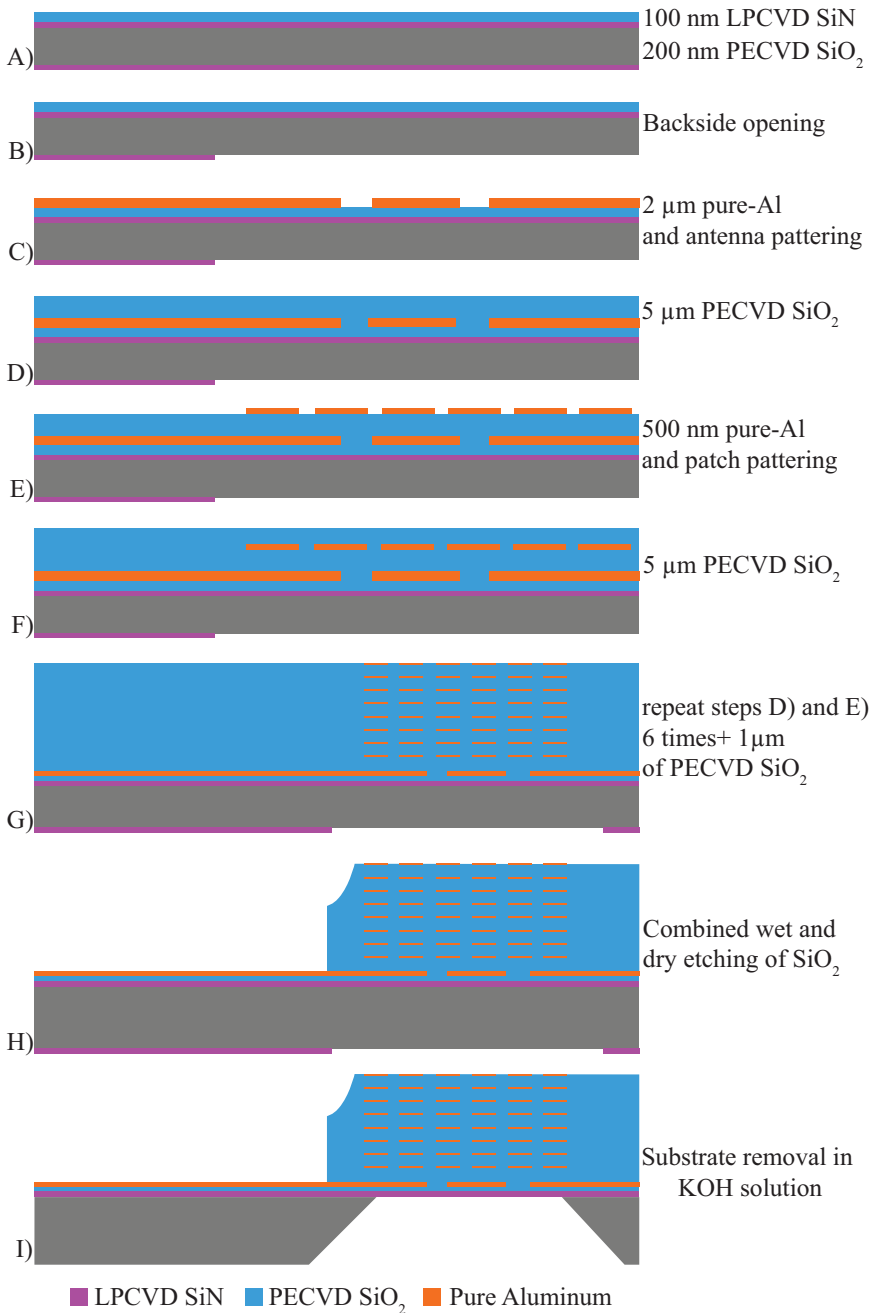 100 nm LPCVD SiN
200 nm PECVD SiO₂
A)
Backside opening
B)
2 µm pure-Al
and antenna pattering
C)
5 µm PECVD SiO₂
D)
500 nm pure-Al
and patch pattering
E)
5 µm PECVD SiO₂
F)
repeat steps D) and E)
6 times+ 1µm
of PECVD SiO₂
G)
Combined wet and
dry etching of SiO₂
H)
Substrate removal in
KOH solution
I)
LPCVD SiN PECVD SiO₂ Pure Aluminum